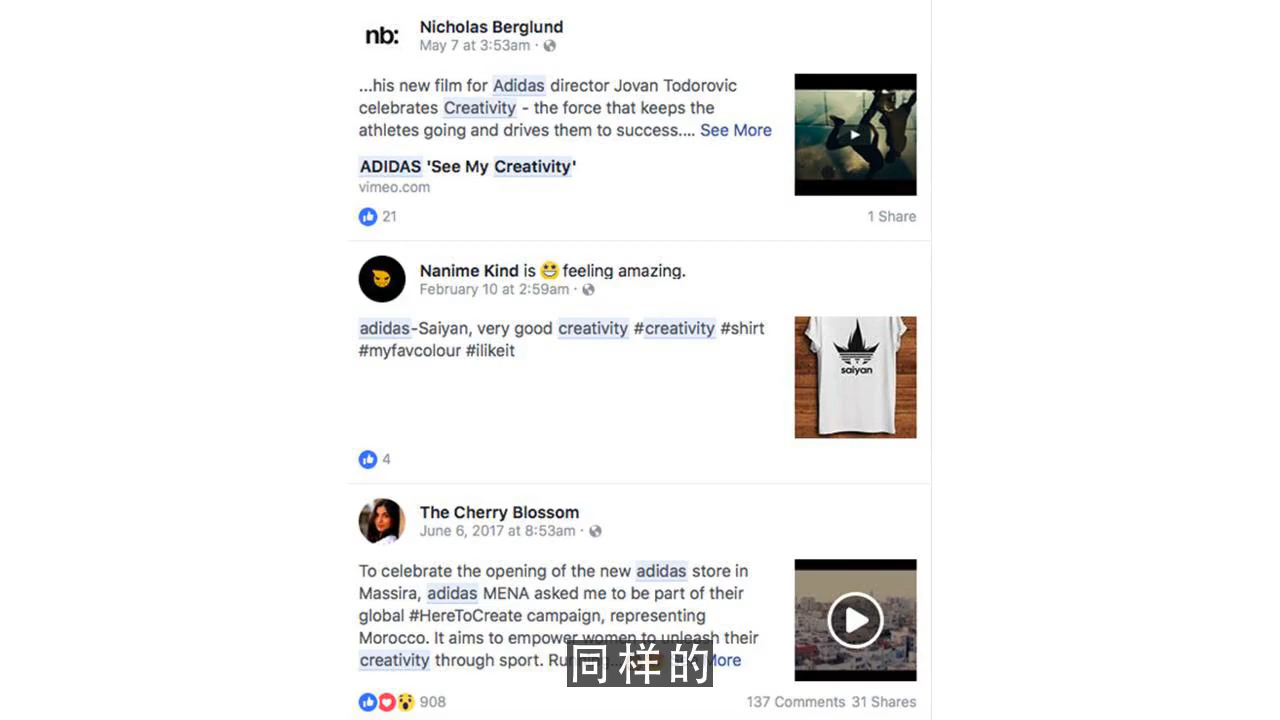 nb:
Nicholas Berglund
May 7 at 3:53am ·
...his new film for Adidas director Jovan Todorovic
celebrates Creativity - the force that keeps the
athletes going and drives them to success.... See More
ADIDAS 'See My Creativity'
vimeo.com
21
1 Share
Nanime Kind is 😀 feeling amazing.
February 10 at 2:59am ·
adidas-Saiyan, very good creativity #creativity #shirt
#myfavcolour #ilikeit
saiyan
4
The Cherry Blossom
June 6, 2017 at 8:53am ·
To celebrate the opening of the new adidas store in
Massira, adidas MENA asked me to be part of their
global #HereToCreate campaign, representing
Morocco. It aims to empower women to unleash their
creativity through sport. More
同样的
908
137 Comments 31 Shares